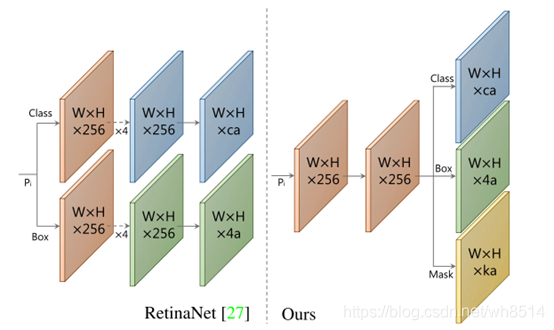 Class
W×H
×256
×4
W×H
×256
W×H
×ca
Pi
Box
W×H
×256
×4
W×H
×256
W×H
×4a
RetinaNet [27]
Pi
W×H
×256
W×H
×256
Class
W×H
×ca
Box
W×H
×4a
Mask
W×H
×ka
Ours
https://blog.csdn.net/wh8514